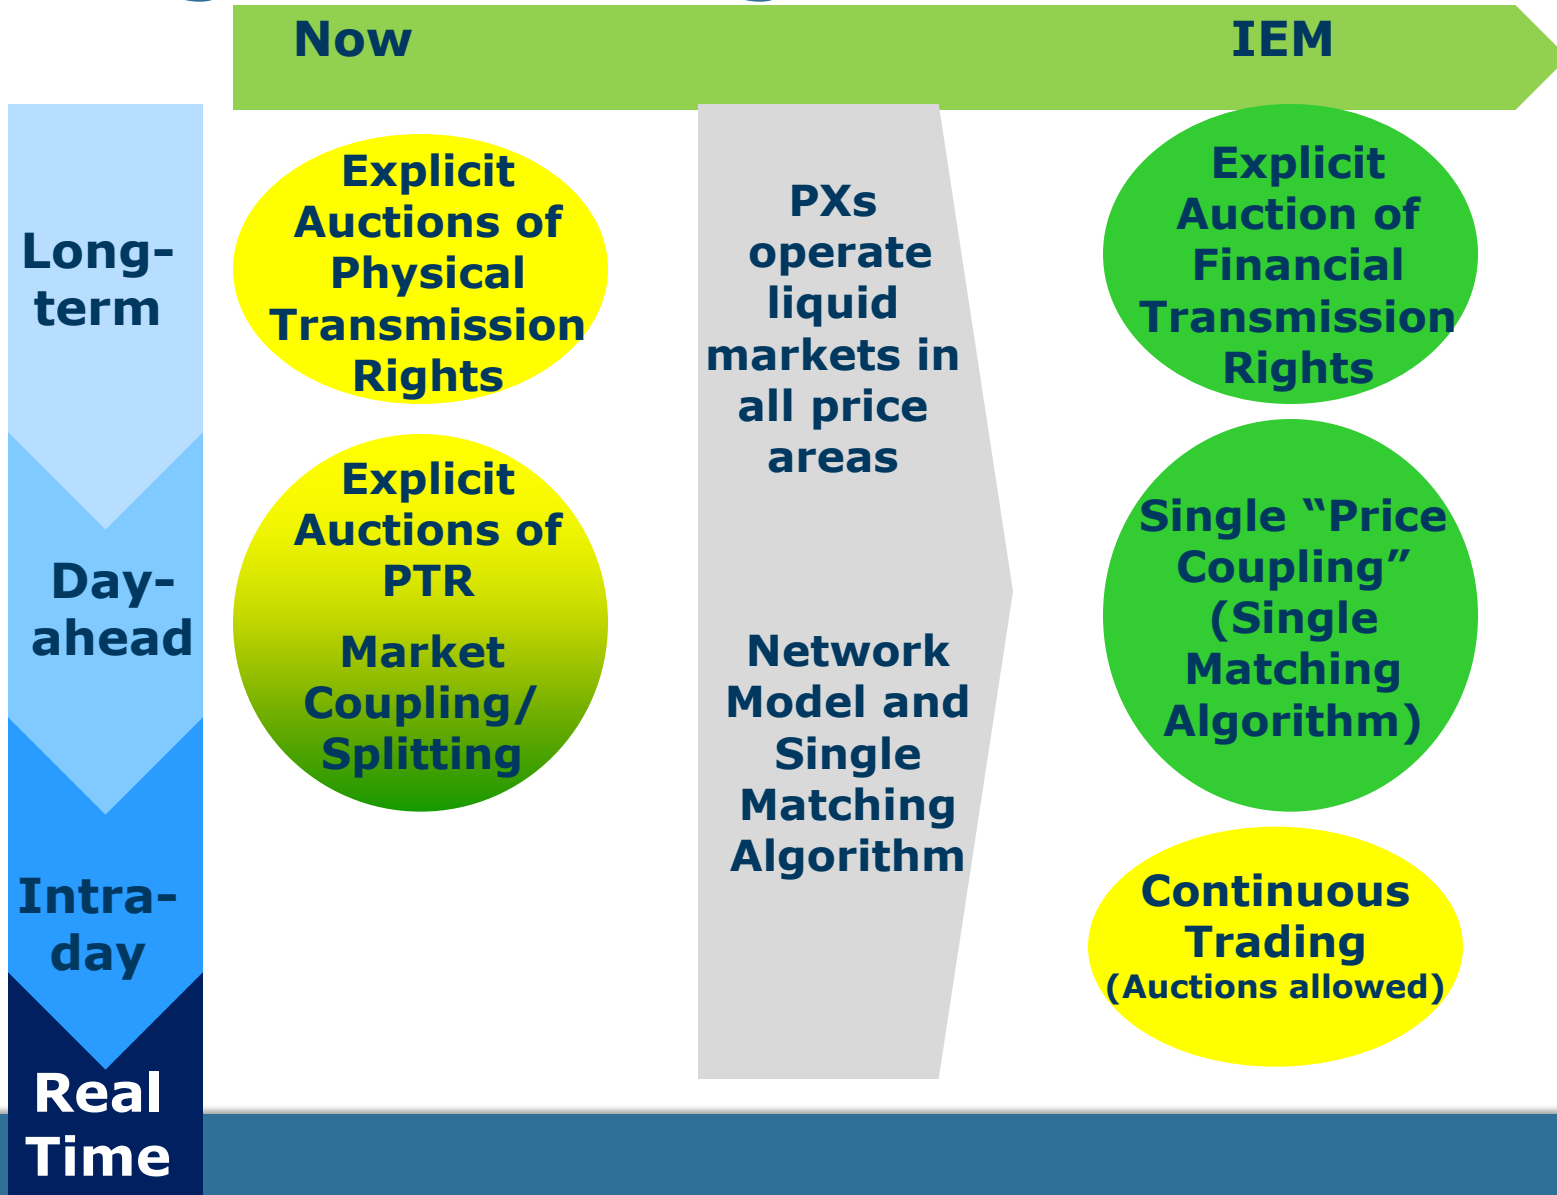 Now
IEM
Long-
term
Day-
ahead
Intra-
day
Real
Time
Explicit
Auctions of
Physical
Transmission
Rights
Explicit
Auctions of
PTR
Market
Coupling/
Splitting
PXs
operate
liquid
markets in
all price
areas
Network
Model and
Single
Matching
Algorithm
Explicit
Auction of
Financial
Transmission
Rights
Single “Price
Coupling”
(Single
Matching
Algorithm)
Continuous
Trading
(Auctions allowed)